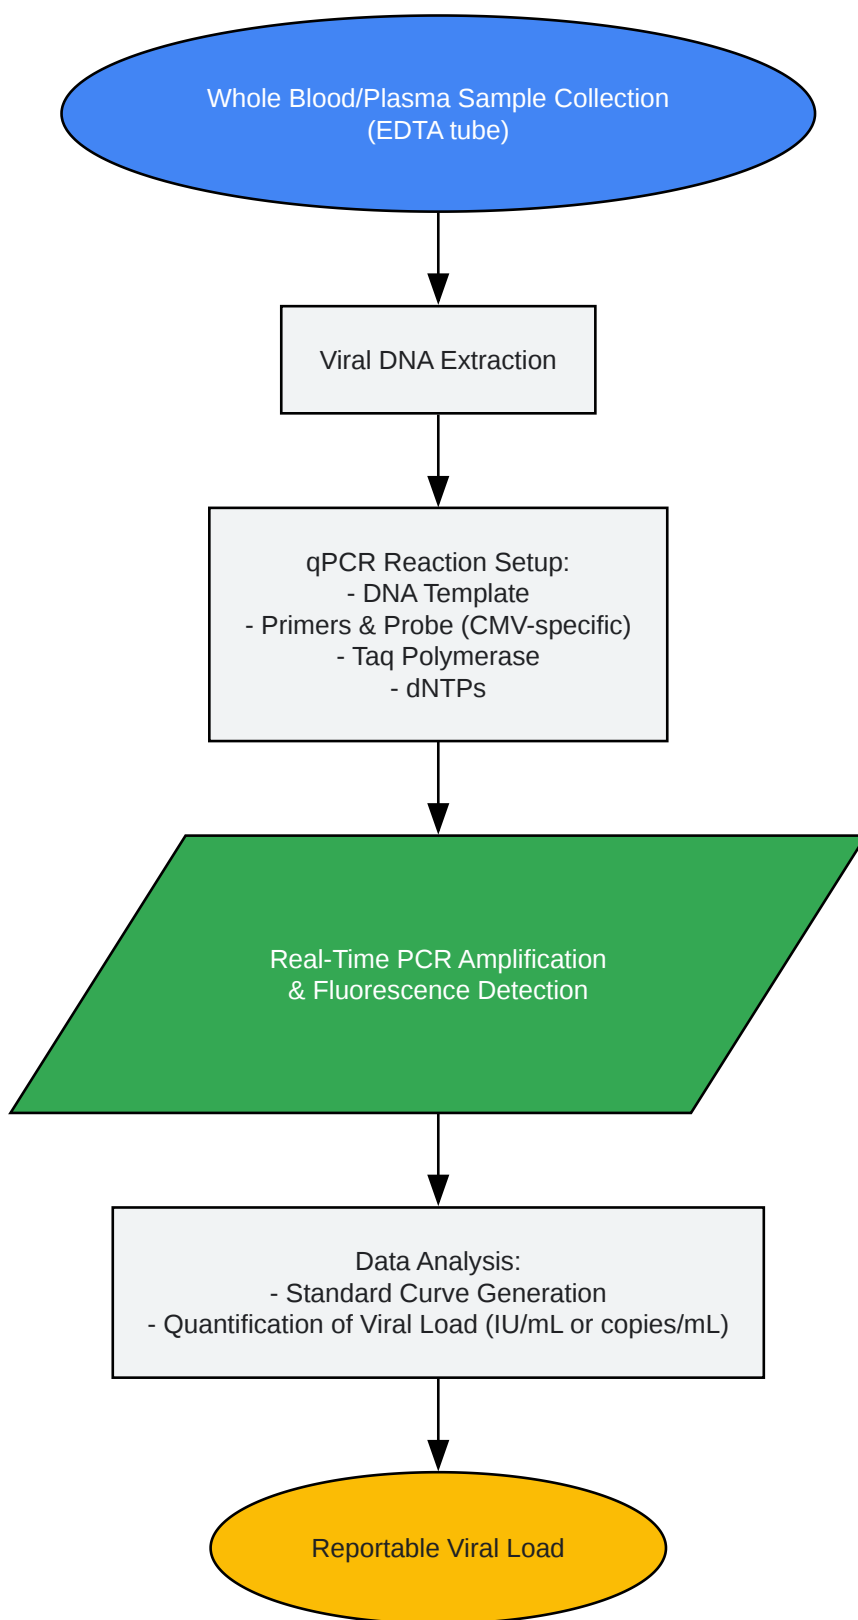 Whole Blood/Plasma Sample Collection
(EDTA tube)
Viral DNA Extraction
qPCR Reaction Setup:
- DNA Template
- Primers & Probe (CMV-specific)
- Taq Polymerase
- dNTPs
Real-Time PCR Amplification
& Fluorescence Detection
Data Analysis:
- Standard Curve Generation
- Quantification of Viral Load (IU/mL or copies/mL)
Reportable Viral Load